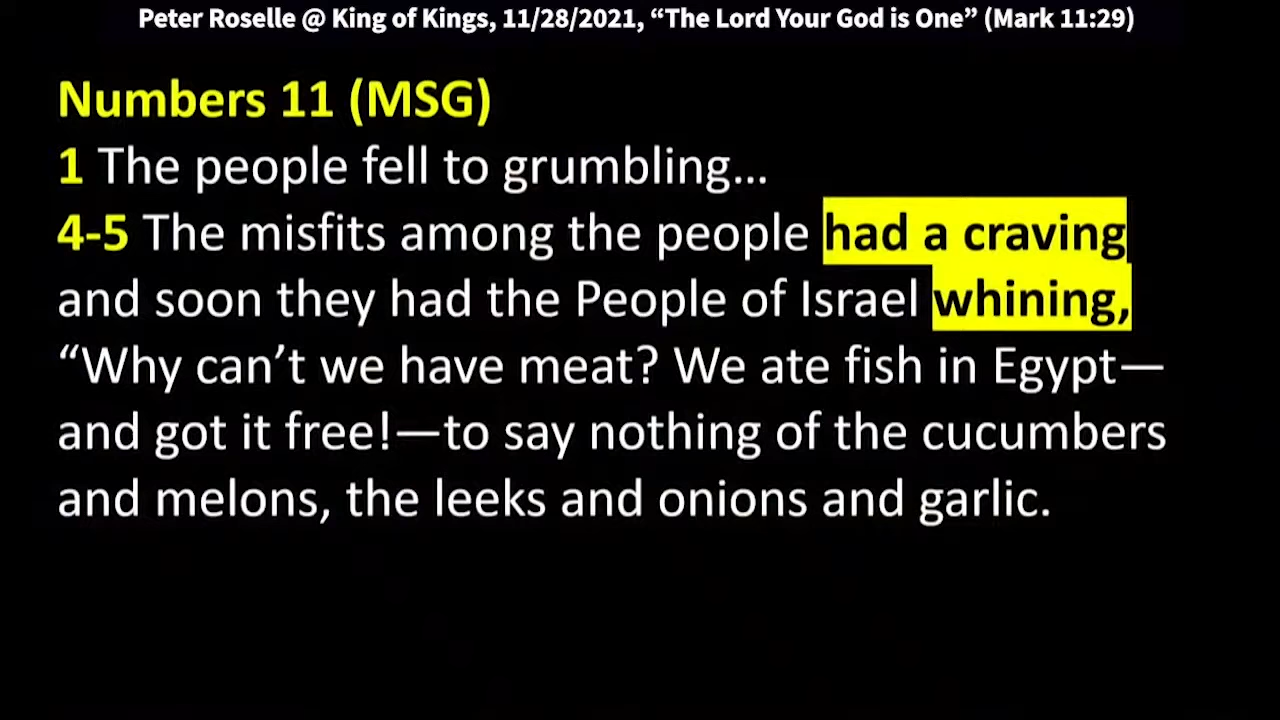 Peter Roselle @ King of Kings, 11/28/2021, “The Lord Your God is One” (Mark 11:29)
Numbers 11 (MSG)
1 The people fell to grumbling…
4-5 The misfits among the people had a craving
and soon they had the People of Israel whining,
“Why can’t we have meat? We ate fish in Egypt—
and got it free!—to say nothing of the cucumbers
and melons, the leeks and onions and garlic.